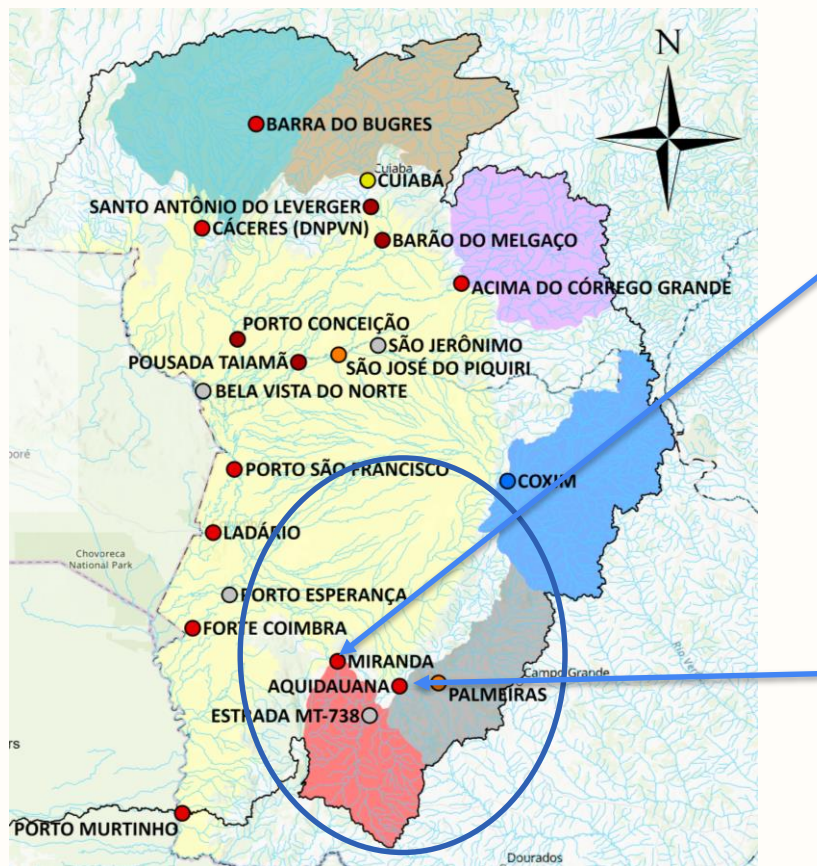 N
BARRA DO BUGRES
Cuiaba
CUIABÁ
SANTO ANTÔNIO DO LEVERGER
CÁCERES (DNPVN)
BARÃO DO MELGAÇO
ACIMA DO CÓRREGO GRANDE
PORTO CONCEIÇÃO
SÃO JERÔNIMO
POUSADA TAIAMÃ
SÃO JOSÉ DO PIQUIRI
BELA VISTA DO NORTE
oré
PORTO SÃO FRANCISCO
COXIM
LADÁRIO
Chovoreca
National Park
PORTO ESPERANÇA
FORTE COIMBRA
MIRANDA
Campo Grande
AQUIDAUANA
PALMEIRAS
ESTRADA MT-738
rs
PORTO MURTINHO
Dourados